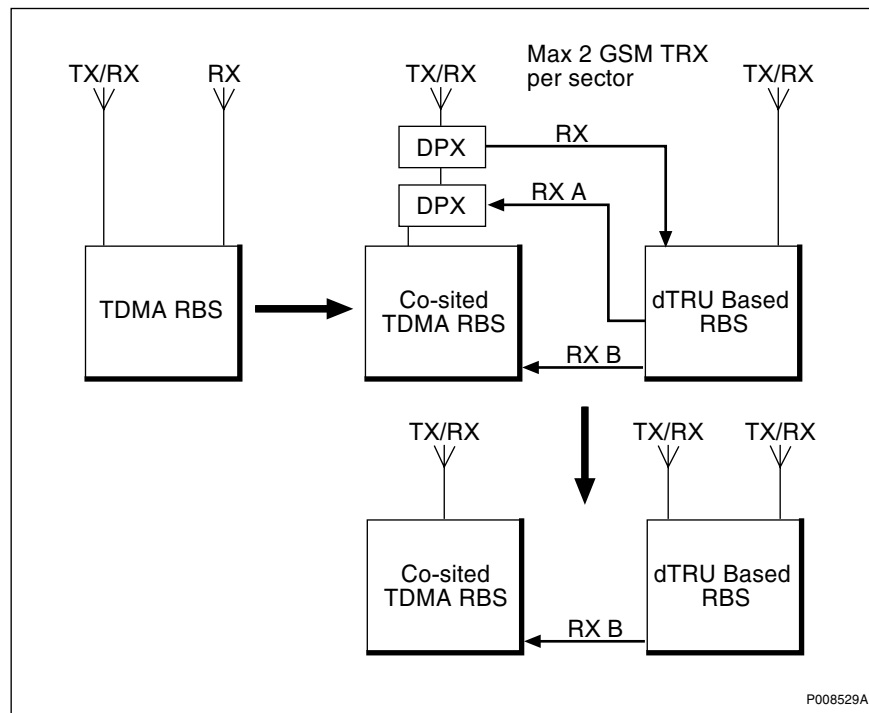 Max 2 GSM TRX
per sector
TX/RX
RX
TX/RX
TX/RX
DPX
RX
DPX
RX A
TDMA RBS
Co-sited
TDMA RBS
dTRU Based
RBS
RX B
TX/RX
TX/RX
TX/RX
Co-sited
TDMA RBS
dTRU Based
RBS
RX B
P008529A